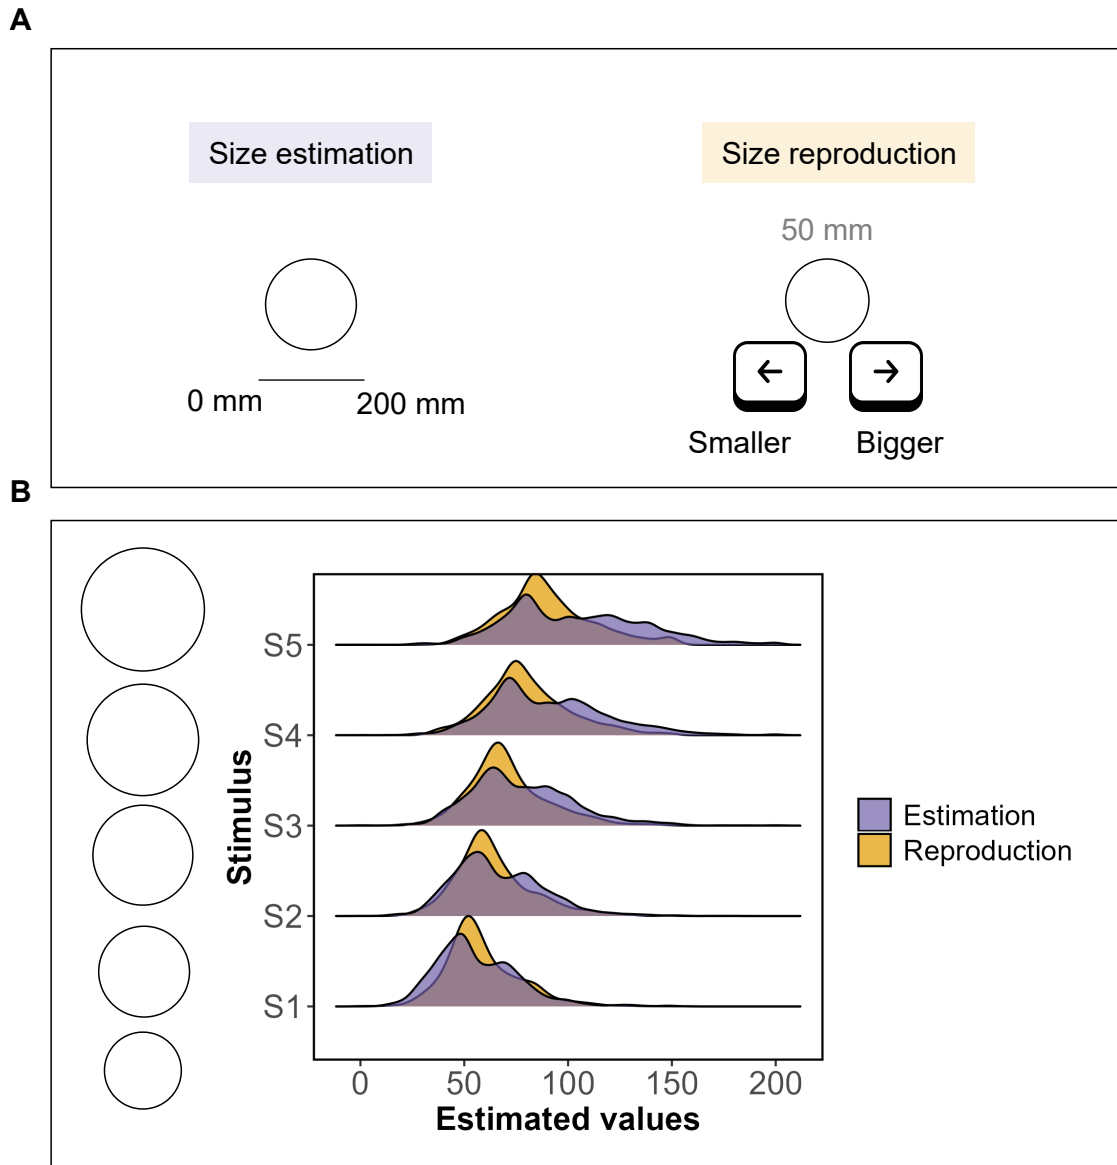 A
Size estimation
Size reproduction
50 mm
0 mm
200 mm
Smaller
Bigger
B
Stimulus
S5
S4
S3
S2
S1
0
50
100
150
200
Estimated values
Estimation
Reproduction